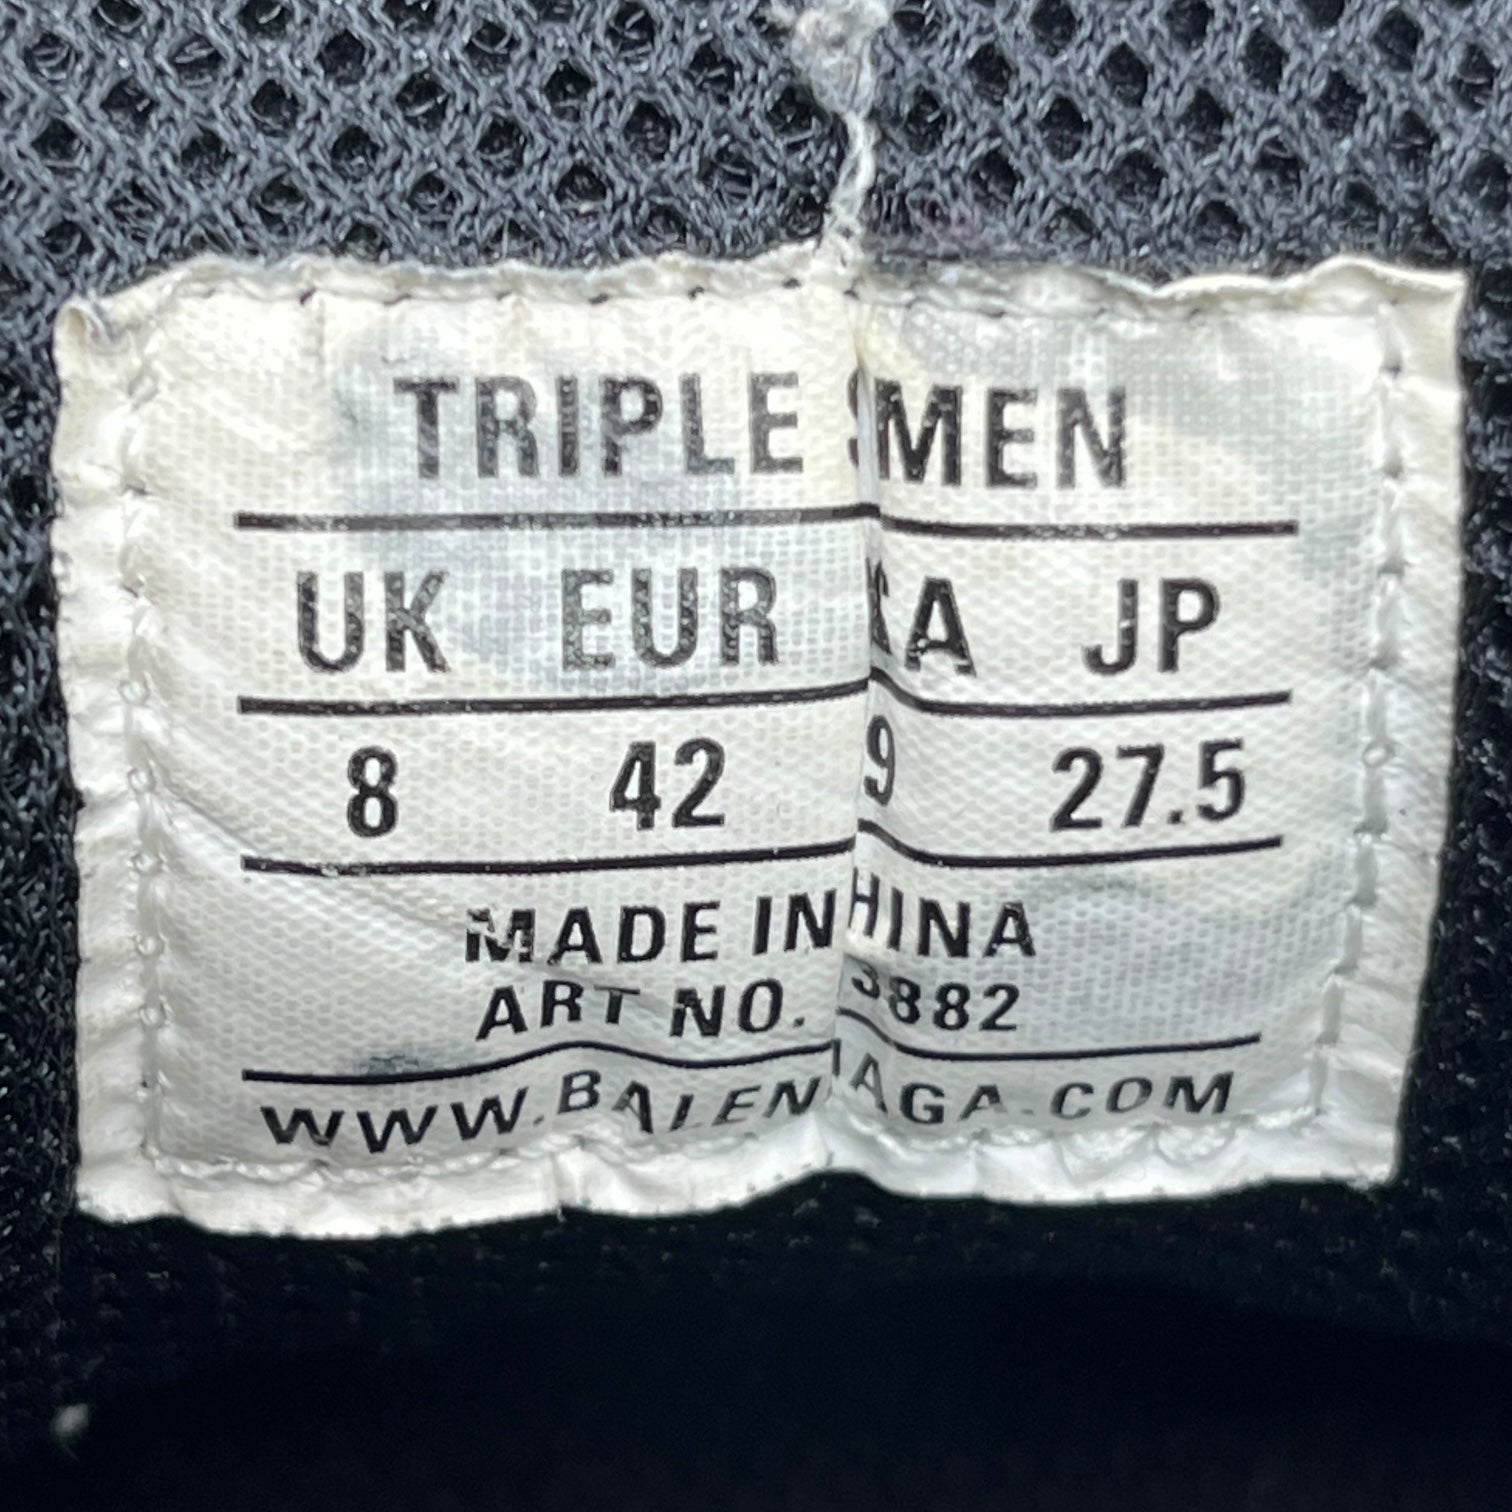 TRIPLE MEN
UK EUR JP
8 42 9 27.5
MADE IN
ART NO.